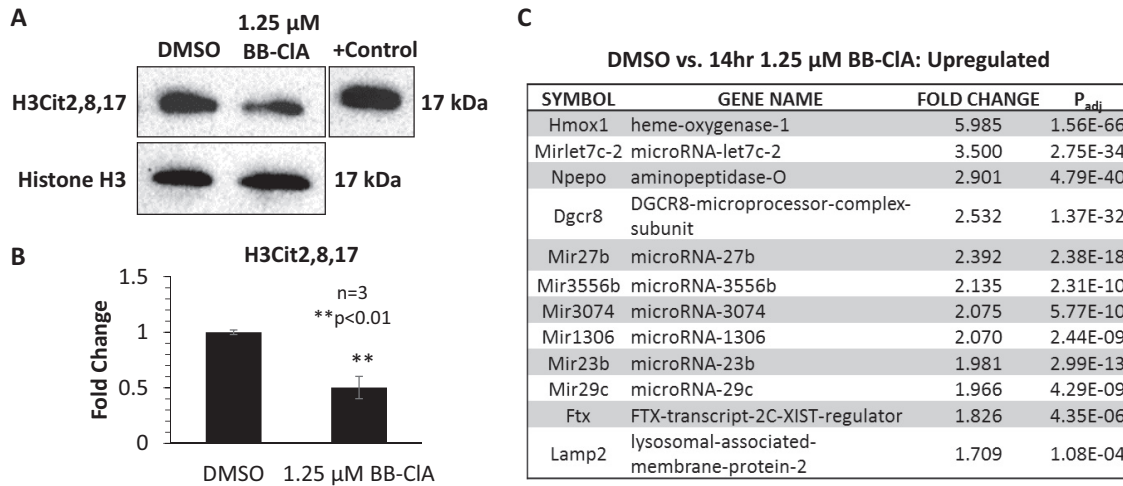 A
DMSO
1.25 µM
BB-ClA
+Control
H3Cit2,8,17
17 kDa
Histone H3
17 kDa
B
H3Cit2,8,17
1.5
1
0.5
0
Fold Change
n=3
**p<0.01
**
DMSO
1.25 µM BB-ClA
C
DMSO vs. 14hr 1.25 µM BB-ClA: Upregulated
SYMBOL GENE NAME FOLD CHANGE Padj
Hmox1 heme-oxygenase-1 5.985 1.56E-66
Mirlet7c-2 microRNA-let7c-2 3.500 2.75E-34
Npepo aminopeptidase-O 2.901 4.79E-40
Dgcr8 DGCR8-microprocessor-complex-
subunit 2.532 1.37E-32
Mir27b microRNA-27b 2.392 2.38E-18
Mir3556b microRNA-3556b 2.135 2.31E-10
Mir3074 microRNA-3074 2.075 5.77E-10
Mir1306 microRNA-1306 2.070 2.44E-09
Mir23b microRNA-23b 1.981 2.99E-13
Mir29c microRNA-29c 1.966 4.29E-09
Ftx FTX-transcript-2C-XIST-regulator 1.826 4.35E-06
Lamp2 lysosomal-associated-
membrane-protein-2 1.709 1.08E-04